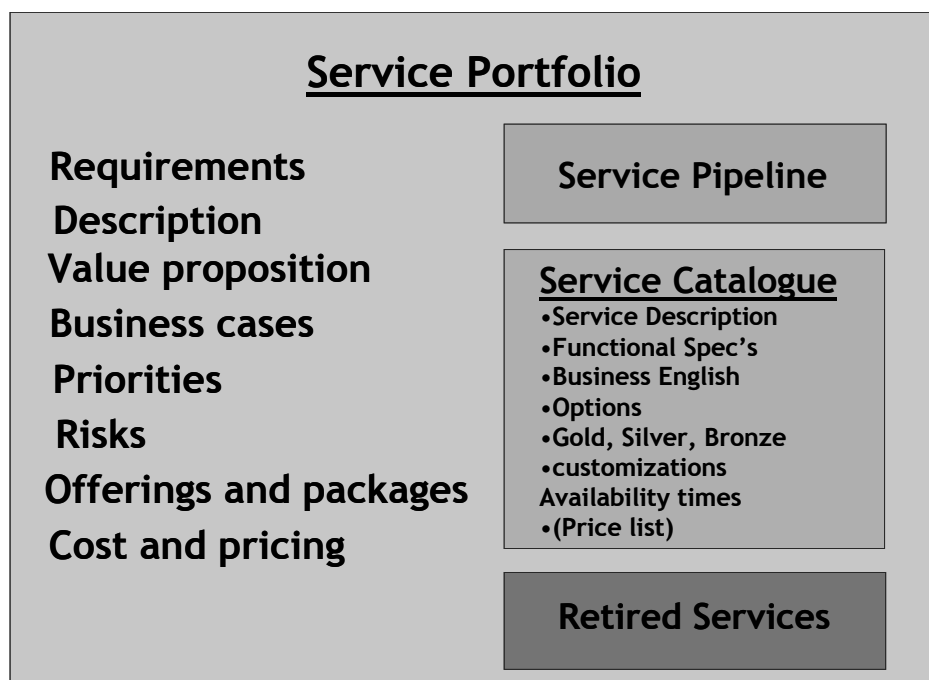 Service Portfolio
Requirements
Description
Value proposition
Business cases
Priorities
Risks
Offerings and packages
Cost and pricing
Service Pipeline
Service Catalogue
•Service Description
•Functional Spec’s
•Business English
•Options
•Gold, Silver, Bronze
•customizations
Availability times
•(Price list)
Retired Services